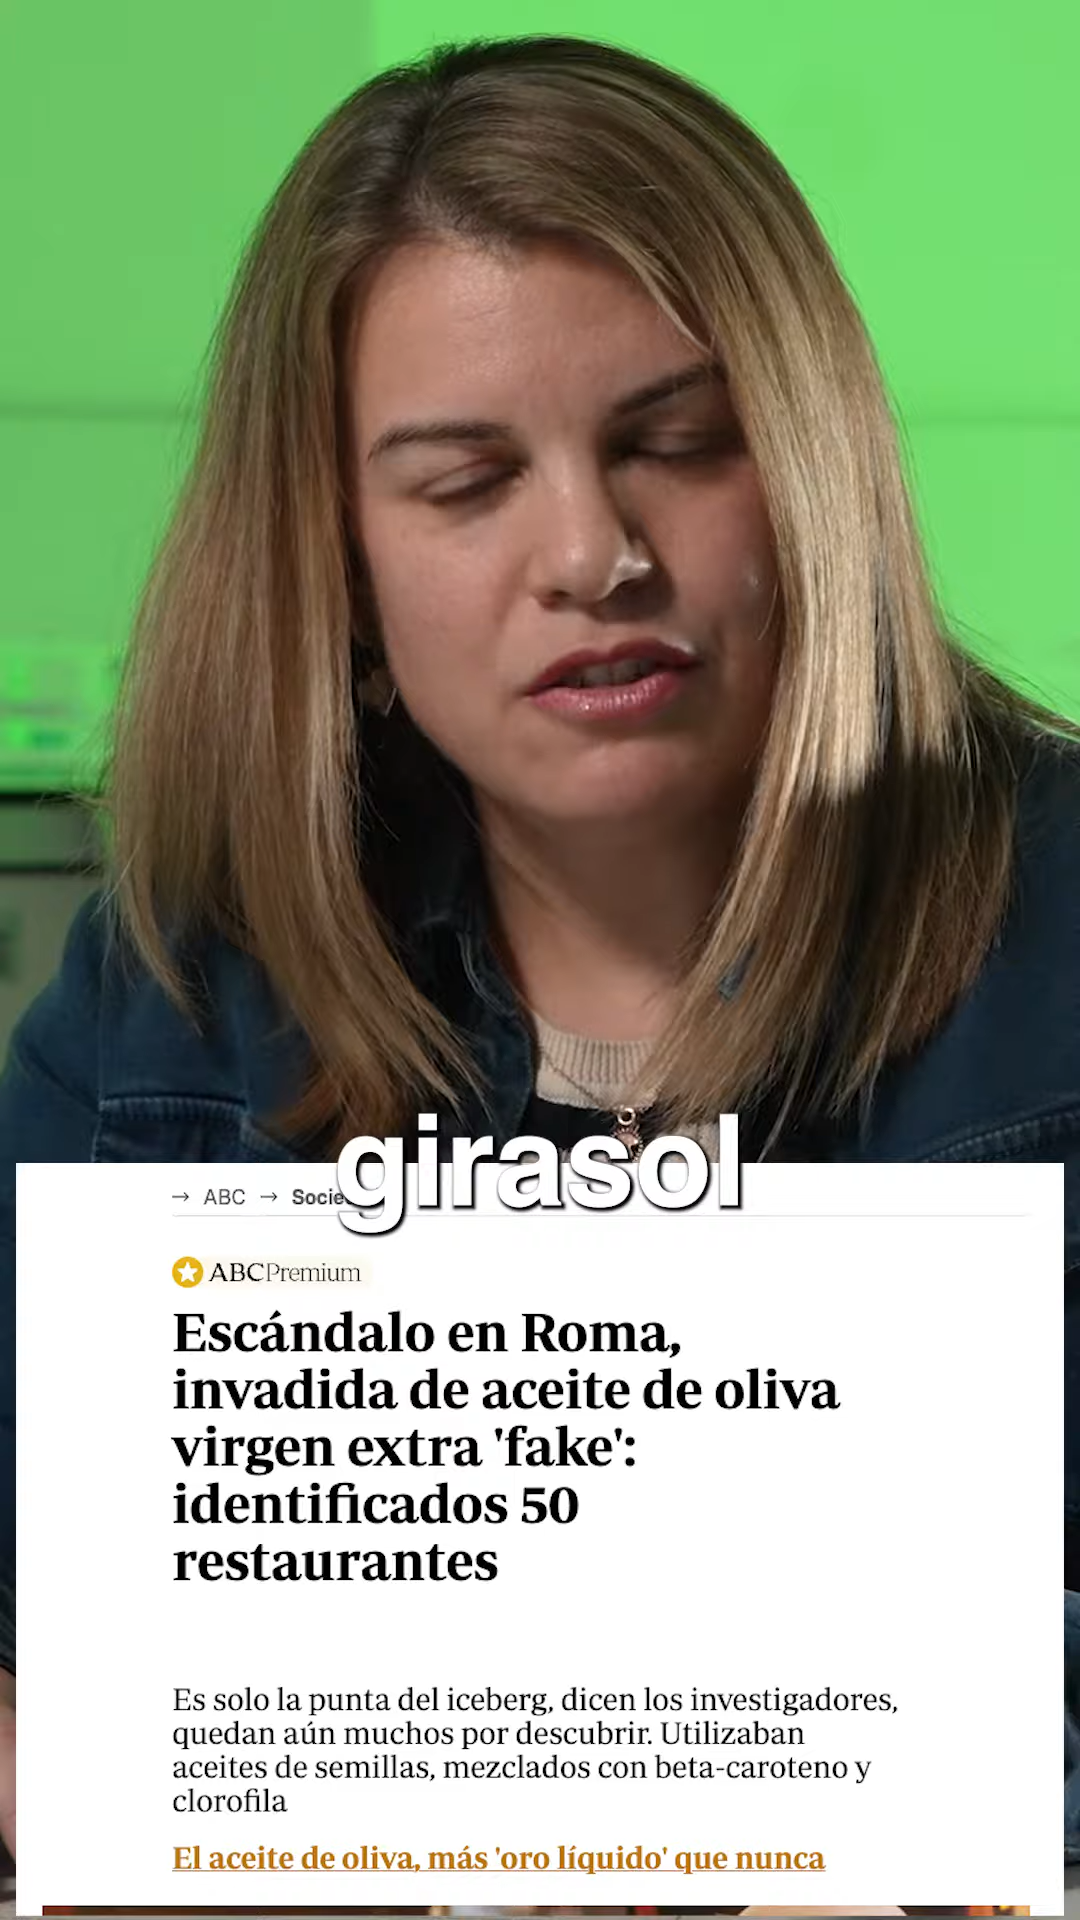 girasol
→ ABC →
ABCPremium
Escándalo en Roma,
invadida de aceite de oliva
virgen extra 'fake':
identificados 50
restaurantes
Es solo la punta del iceberg, dicen los investigadores,
quedan aún muchos por descubrir. Utilizaban
aceites de semillas, mezclados con beta-caroteno y
clorofila
El aceite de oliva, más 'oro líquido' que nunca